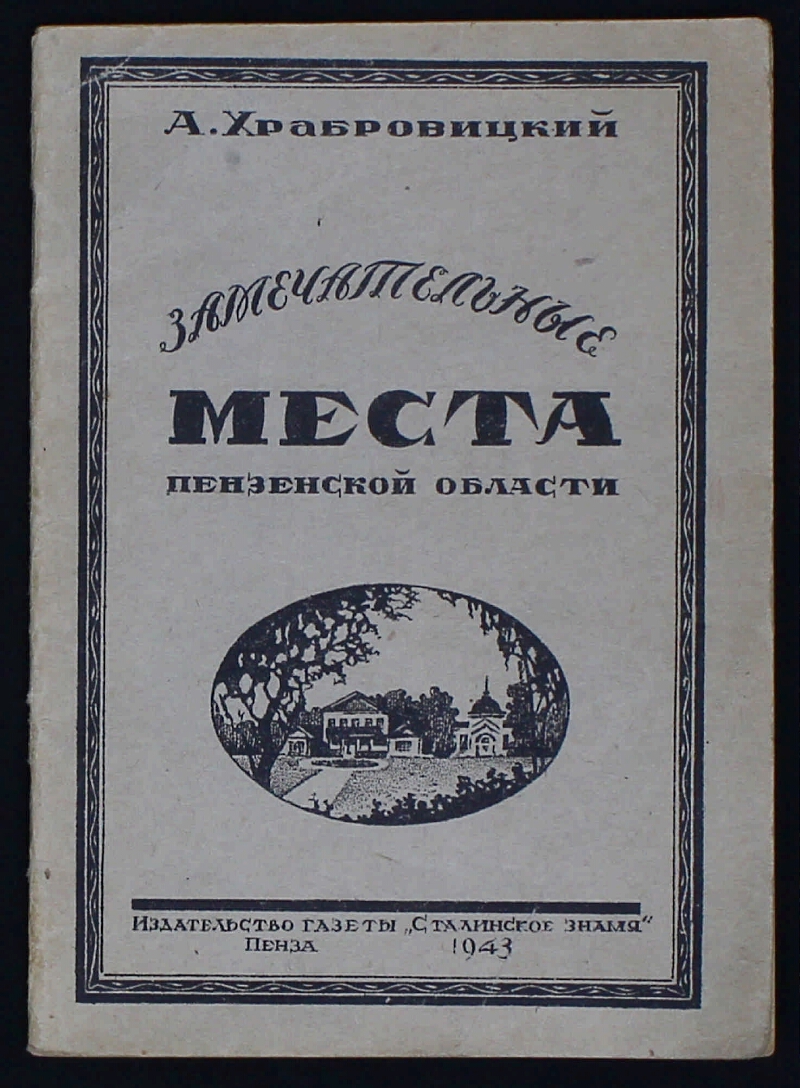 А. Храбровицкий
ЗАМЕЧАТЕЛЬНЫЕ
МЕСТА
ПЕНЗЕНСКОЙ ОБЛАСТИ
Издательство газеты „Сталинское знамя“
Пенза 1943